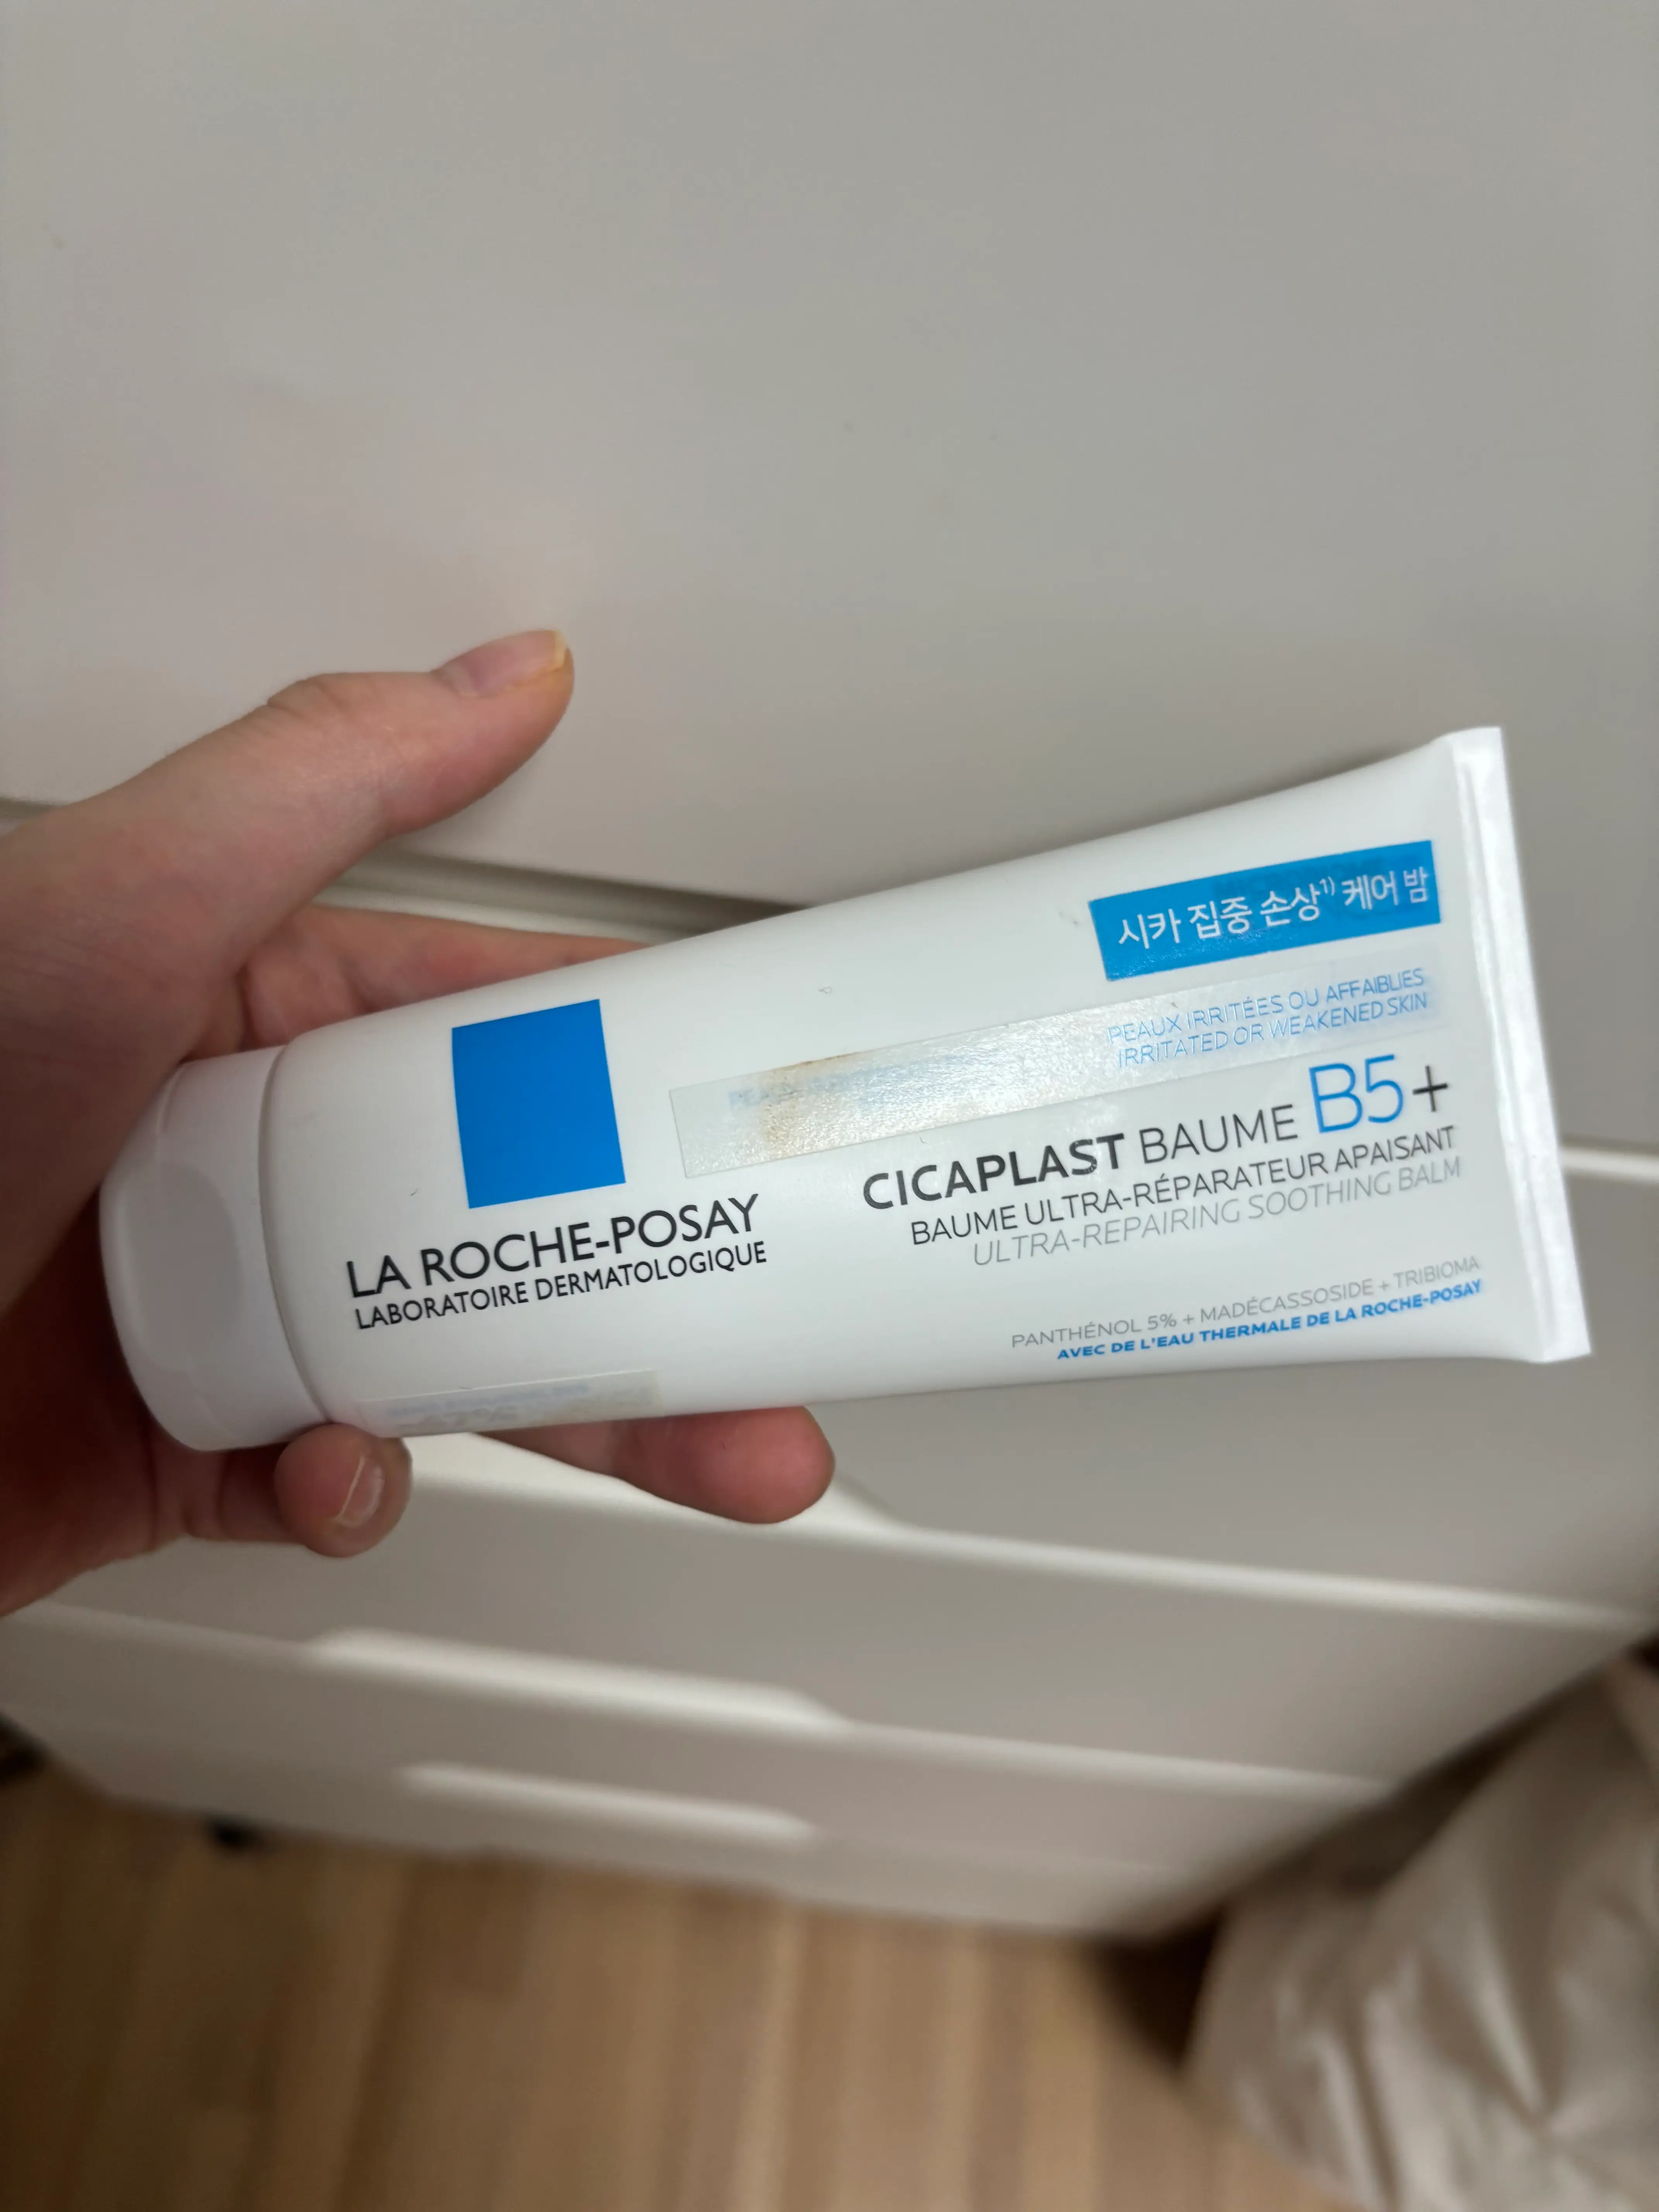 시카 집중 손상1) 케어 밤
PEAUX IRRITÉES OU AFFAIBLIES
IRRITATED OR WEAKENED SKIN
CICAPLAST BAUME B5+
BAUME ULTRA-RÉPARATEUR APAISANT
ULTRA-REPAIRING SOOTHING BALM
PANTHÉNOL 5% + MADÉCASSOSIDE + TRIBIOMA
AVEC DE L'EAU THERMALE DE LA ROCHE-POSAY
LA ROCHE-POSAY
LABORATOIRE DERMATOLOGIQUE